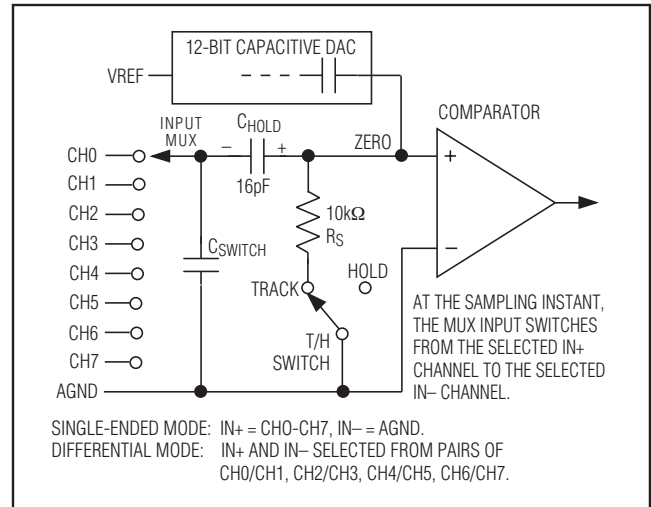 12-BIT CAPACITIVE DAC
VREF
COMPARATOR
INPUT
MUX
CHOLD
ZERO
– +
16pF
+
CH0
CH1
CH2
CH3
CH4
CH5
CH6
CH7
AGND
CSWITCH
10kΩ
RS
–
TRACK
HOLD
T/H
SWITCH
AT THE SAMPLING INSTANT,
THE MUX INPUT SWITCHES
FROM THE SELECTED IN+
CHANNEL TO THE SELECTED
IN– CHANNEL.
SINGLE-ENDED MODE: IN+ = CHO-CH7, IN– = AGND.
DIFFERENTIAL MODE: IN+ AND IN– SELECTED FROM PAIRS OF
CH0/CH1, CH2/CH3, CH4/CH5, CH6/CH7.